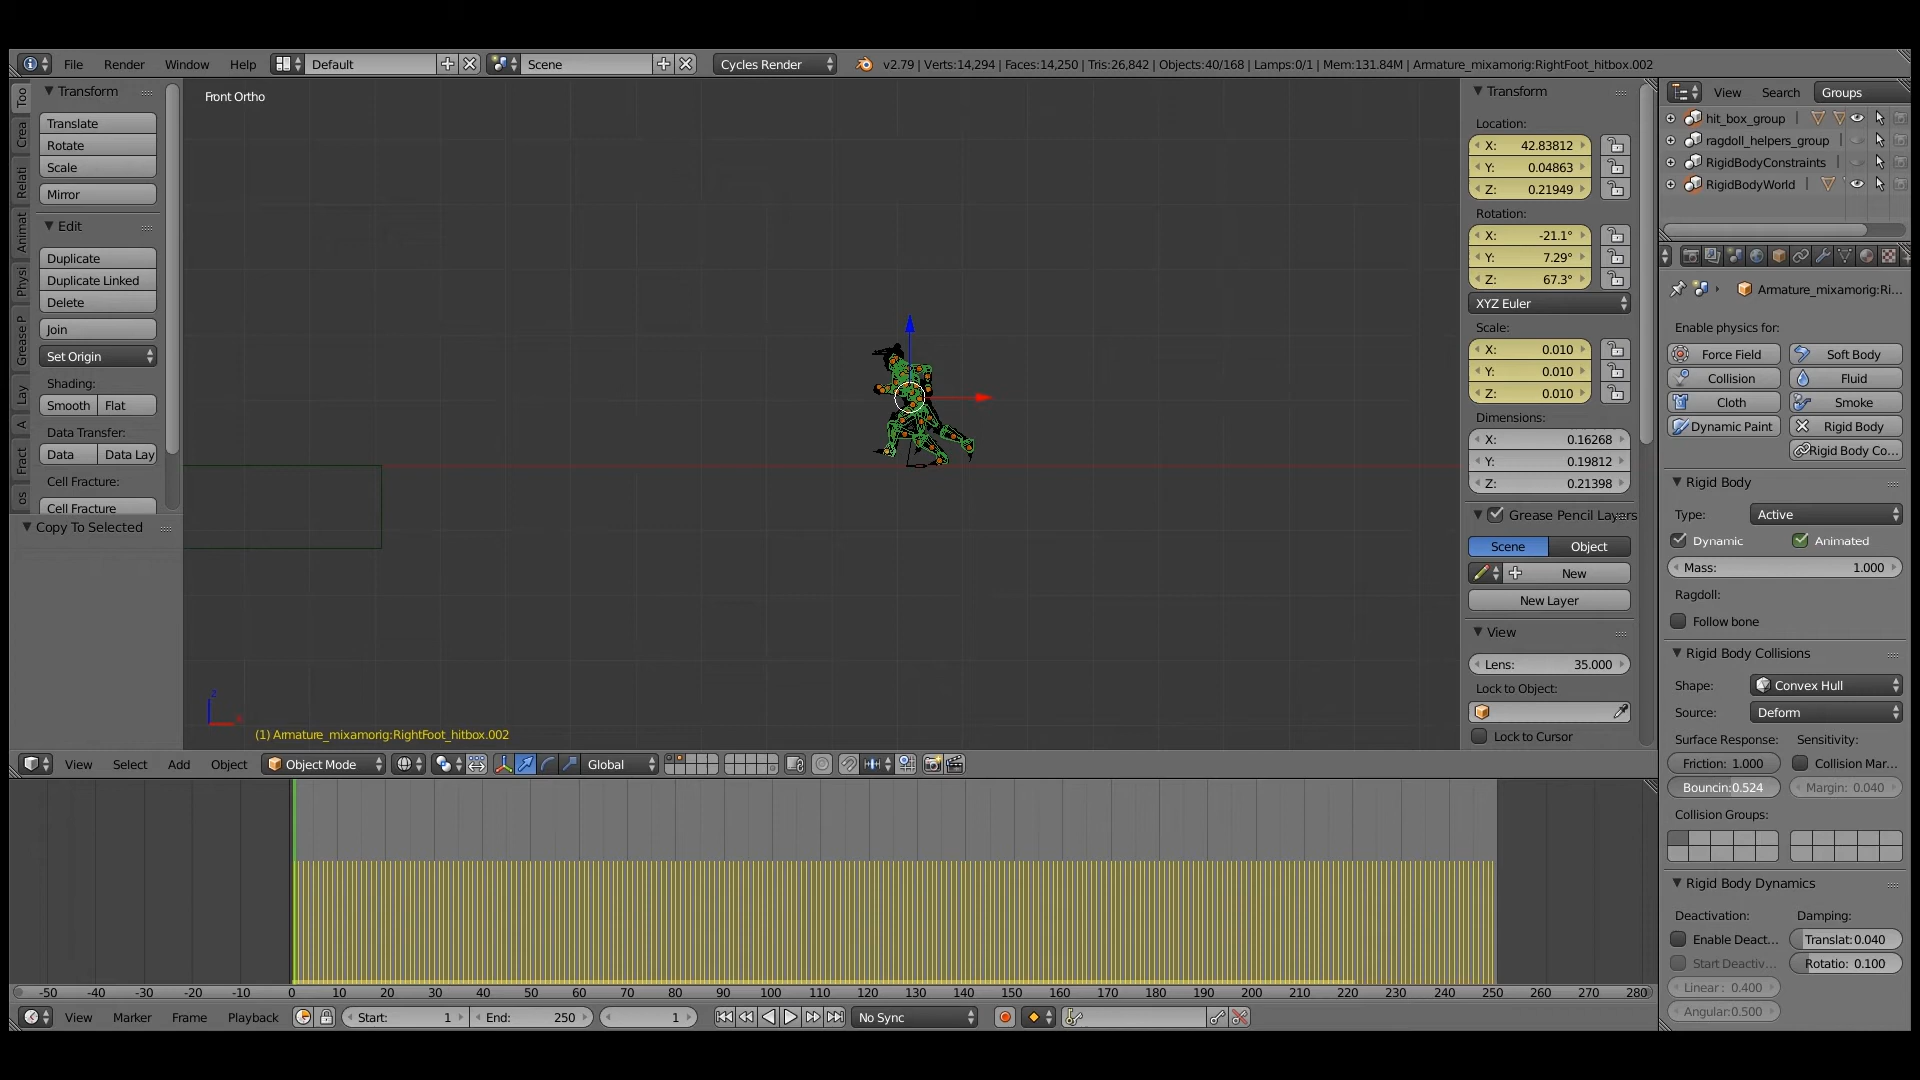 File Render Window Help Default Scene Cycles Render v2.79 | Verts:14,294 | Faces:14,250 | Tris:26,842 | Objects:40/168 | Lamps:0/1 | Mem:131.84M | Armature_mixamorig:RightFoot_hitbox.002
Transform
Translate
Rotate
Scale
Mirror
Edit
Duplicate
Duplicate Linked
Delete
Join
Set Origin
Shading:
Smooth Flat
Data Transfer:
Data Data Lay
Cell Fracture:
Cell Fracture
Copy To Selected
Too
Crea
Relati
Animat
Physi
Grease P
Lay
A
Fract
os
Front Ortho
z
(1) Armature_mixamorig:RightFoot_hitbox.002
Transform
Location:
X: 42.83812
Y: 0.04863
Z: 0.21949
Rotation:
X: -21.1°
Y: 7.29°
Z: 67.3°
XYZ Euler
Scale:
X: 0.010
Y: 0.010
Z: 0.010
Dimensions:
X: 0.16268
Y: 0.19812
Z: 0.21398
Grease Pencil Layers
Scene Object
New
New Layer
View
Lens: 35.000
Lock to Object:
Lock to Cursor
View Search Groups
hit_box_group
ragdoll_helpers_group
RigidBodyConstraints
RigidBodyWorld
Armature_mixamorig:Ri...
Enable physics for:
Force Field Soft Body
Collision Fluid
Cloth Smoke
Dynamic Paint Rigid Body
Rigid Body Co...
Rigid Body
Type: Active
Dynamic Animated
Mass: 1.000
Ragdoll:
Follow bone
Rigid Body Collisions
Shape: Convex Hull
Source: Deform
Surface Response: Sensitivity:
Friction: 1.000 Collision Mar...
Bouncin:0.524 Margin: 0.040
Collision Groups:
Rigid Body Dynamics
Deactivation: Damping:
Enable Deact... Translat:0.040
Start Deactiv... Rotatio: 0.100
Linear : 0.400
Angular:0.500
View Select Add Object Object Mode Global
-50 -40 -30 -20 -10 0 10 20 30 40 50 60 70 80 90 100 110 120 130 140 150 160 170 180 190 200 210 220 230 240 250 260 270 280
View Marker Frame Playback Start: 1 End: 250 1 No Sync